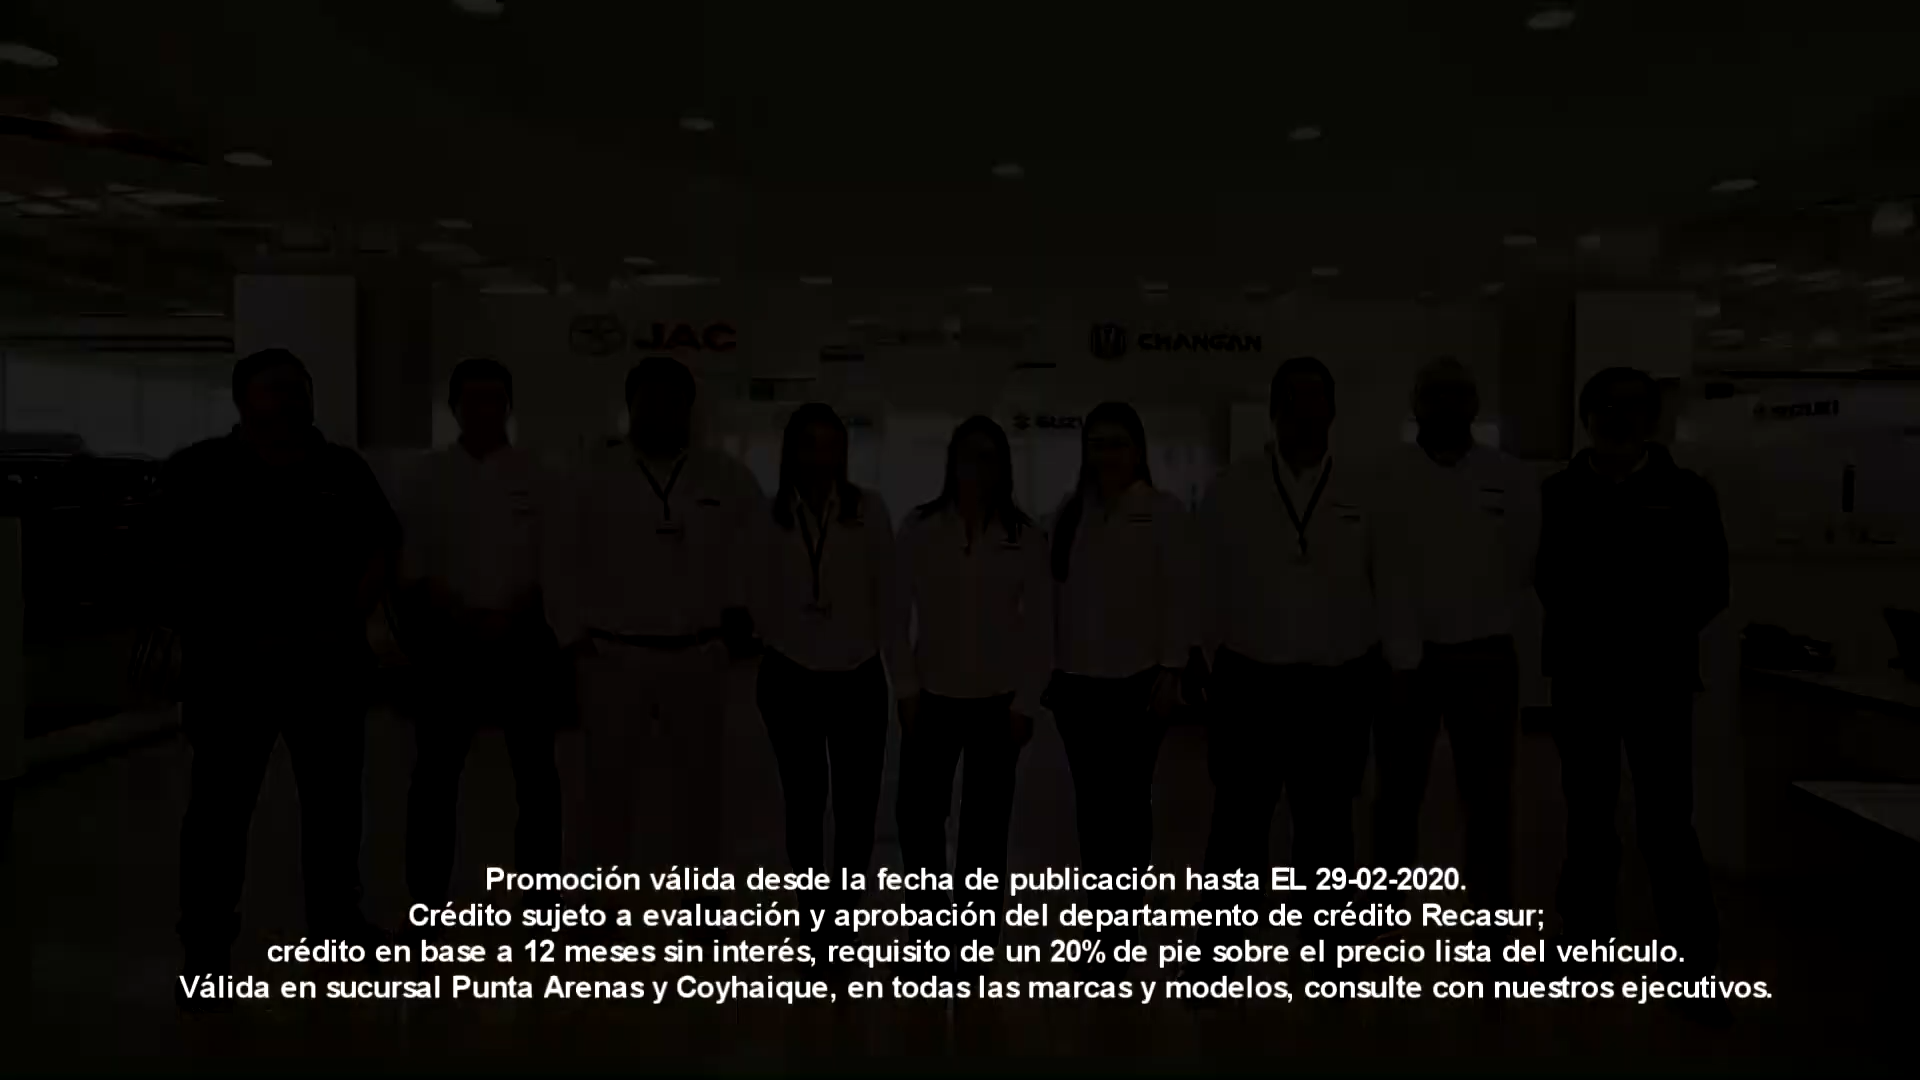 JAC
CHANGAN
SUZUKI
Promoción válida desde la fecha de publicación hasta EL 29-02-2020.
Crédito sujeto a evaluación y aprobación del departamento de crédito Recasur;
crédito en base a 12 meses sin interés, requisito de un 20% de pie sobre el precio lista del vehículo.
Válida en sucursal Punta Arenas y Coyhaique, en todas las marcas y modelos, consulte con nuestros ejecutivos.